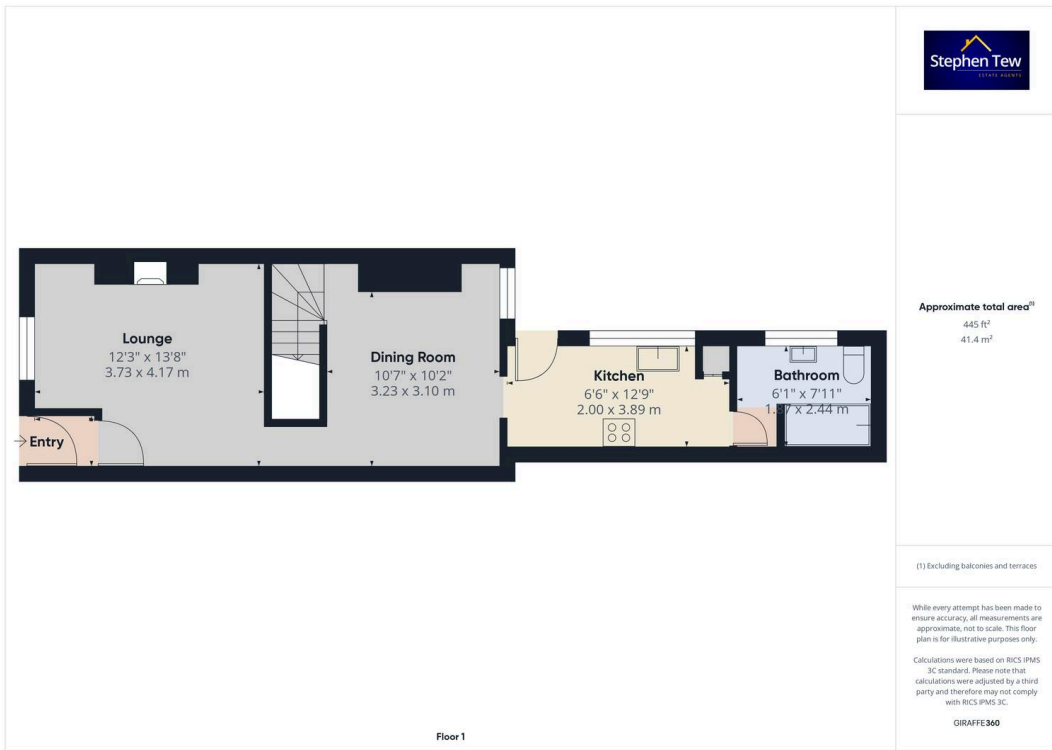 Stephen Tew
ESTATE AGENTS
Lounge
12'3" x 13'8"
3.73 x 4.17 m
Entry
Dining Room
10'7" x 10'2"
3.23 x 3.10 m
Kitchen
6'6" x 12'9"
2.00 x 3.89 m
Bathroom
6'1" x 7'11"
1.87 x 2.44 m
Floor 1
Approximate total area(1)
445 ft²
41.4 m²
(1) Excluding balconies and terraces
While every attempt has been made to
ensure accuracy, all measurements are
approximate, not to scale. This floor
plan is for illustrative purposes only.
Calculations were based on RICS IPMS
3C standard. Please note that
calculations were adjusted by a third
party and therefore may not comply
with RICS IPMS 3C.
GIRAFFE360